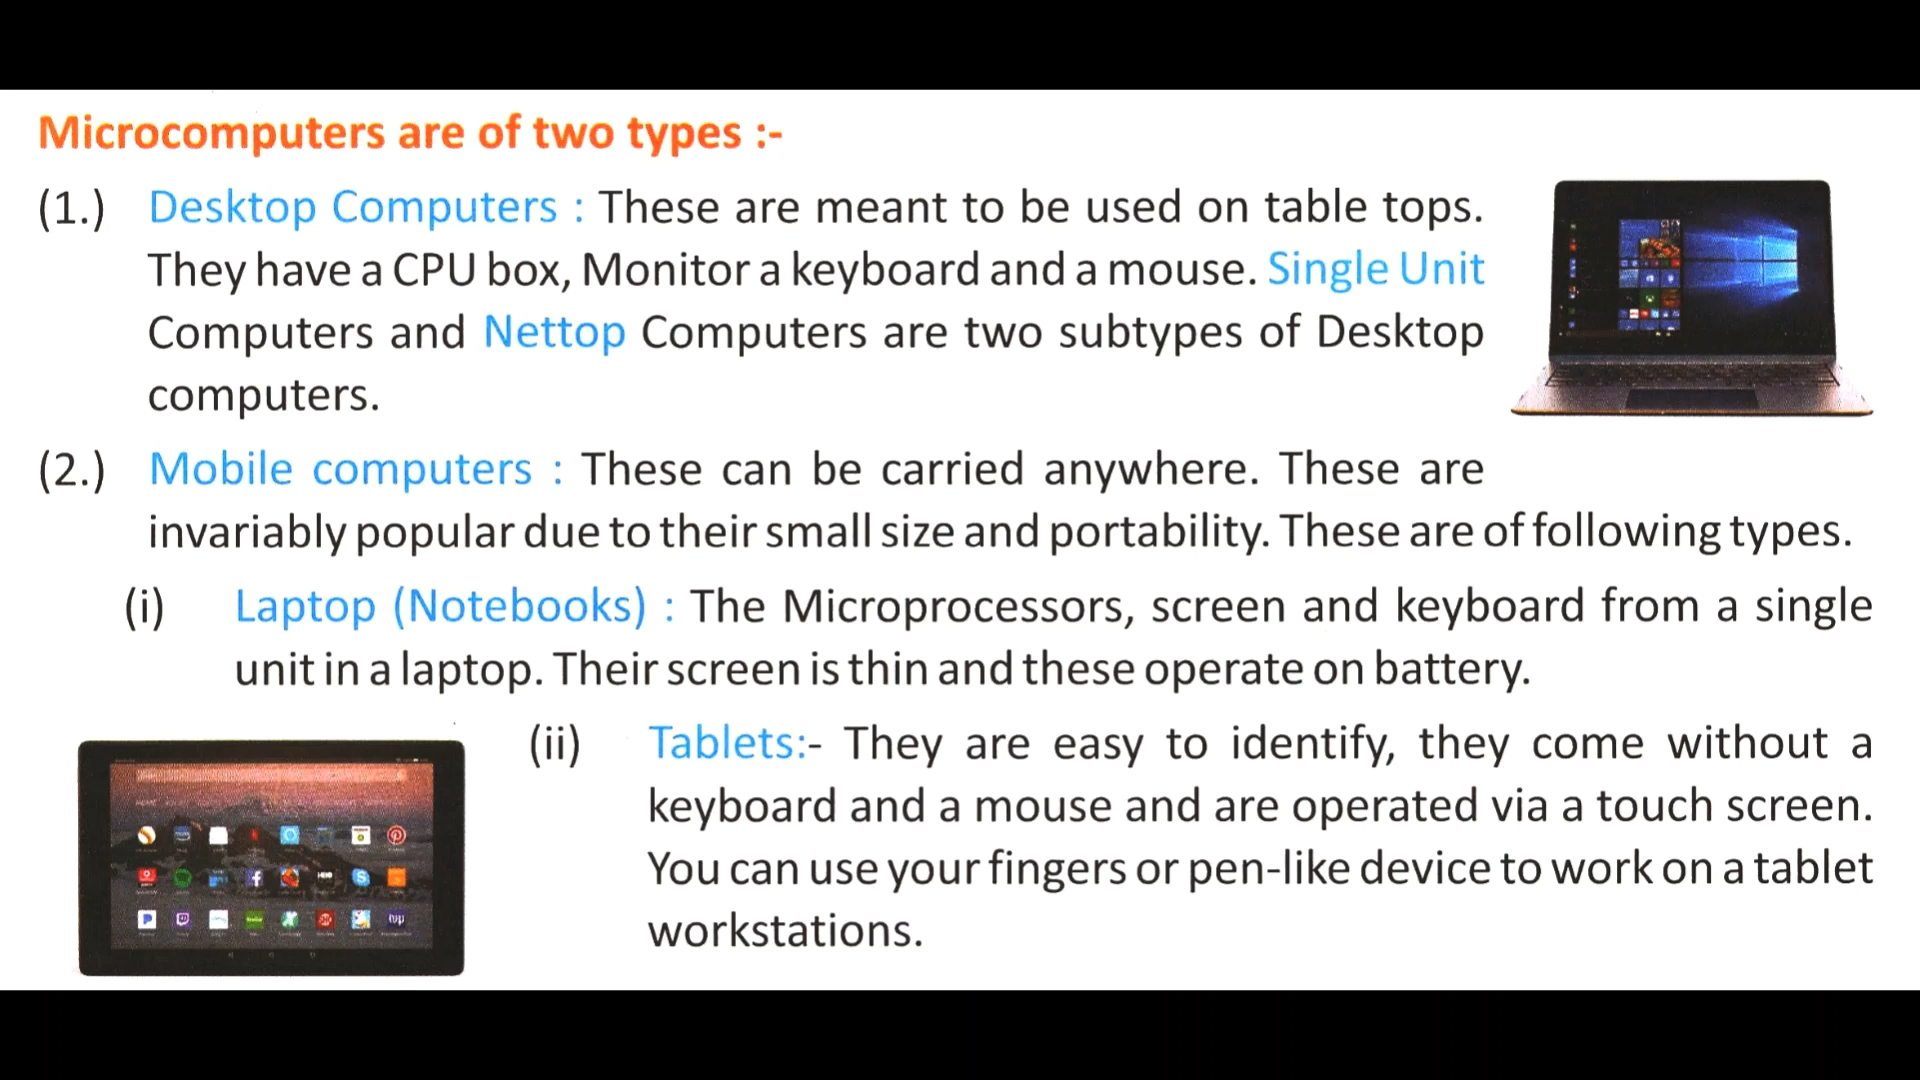 Microcomputers are of two types :-
(1.) Desktop Computers : These are meant to be used on table tops.
They have a CPU box, Monitor a keyboard and a mouse. Single Unit
Computers and Nettop Computers are two subtypes of Desktop
computers.
(2.) Mobile computers : These can be carried anywhere. These are
invariably popular due to their small size and portability. These are of following types.
(i) Laptop (Notebooks) : The Microprocessors, screen and keyboard from a single
unit in a laptop. Their screen is thin and these operate on battery.
(ii) Tablets:- They are easy to identify, they come without a
keyboard and a mouse and are operated via a touch screen.
You can use your fingers or pen-like device to work on a tablet
workstations.